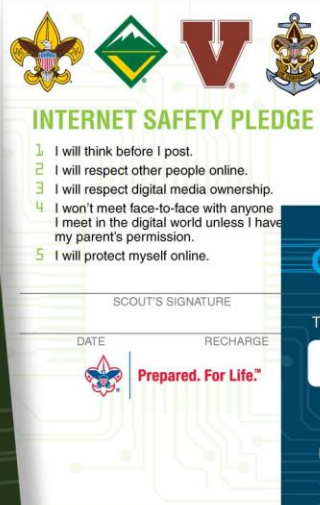 V
INTERNET SAFETY PLEDGE
1 I will think before I post.
2 I will respect other people online.
3 I will respect digital media ownership.
4 I won't meet face-to-face with anyone
I meet in the digital world unless I have
my parent's permission.
5 I will protect myself online.
SCOUT'S SIGNATURE
DATE RECHARGE
Prepared. For Life.™